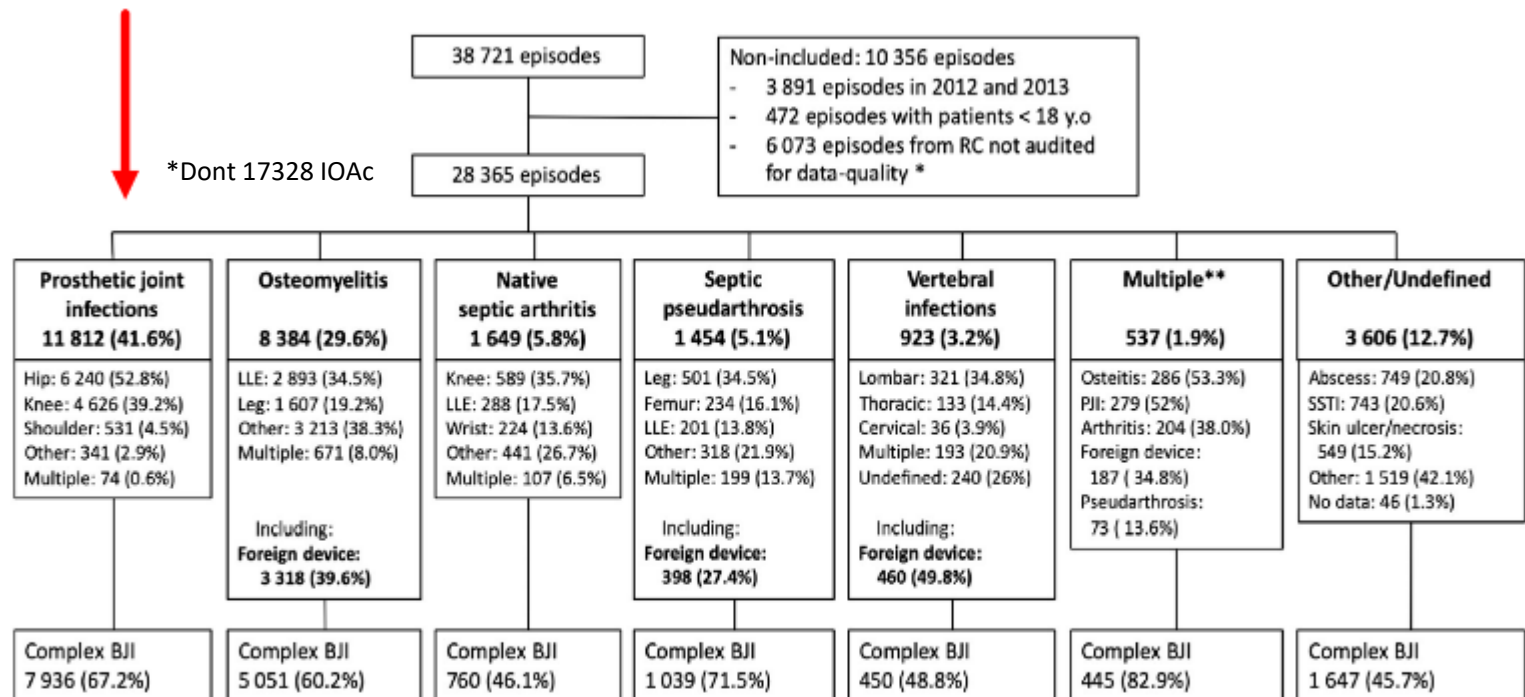 38 721 episodes
Non-included: 10 356 episodes
- 3 891 episodes in 2012 and 2013
- 472 episodes with patients < 18 y.o
- 6 073 episodes from RC not audited
for data-quality *
*Dont 17328 IOAc
28 365 episodes
Prosthetic joint
infections
11 812 (41.6%)
Hip: 6 240 (52.8%)
Knee: 4 626 (39.2%)
Shoulder: 531 (4.5%)
Other: 341 (2.9%)
Multiple: 74 (0.6%)
Complex BJI
7 936 (67.2%)
Osteomyelitis
8 384 (29.6%)
LLE: 2 893 (34.5%)
Leg: 1 607 (19.2%)
Other: 3 213 (38.3%)
Multiple: 671 (8.0%)
Including:
Foreign device:
3 318 (39.6%)
Complex BJI
5 051 (60.2%)
Native
septic arthritis
1 649 (5.8%)
Knee: 589 (35.7%)
LLE: 288 (17.5%)
Wrist: 224 (13.6%)
Other: 441 (26.7%)
Multiple: 107 (6.5%)
Complex BJI
760 (46.1%)
Septic
pseudarthrosis
1 454 (5.1%)
Leg: 501 (34.5%)
Femur: 234 (16.1%)
LLE: 201 (13.8%)
Other: 318 (21.9%)
Multiple: 199 (13.7%)
Including:
Foreign device:
398 (27.4%)
Complex BJI
1 039 (71.5%)
Vertebral
infections
923 (3.2%)
Lombar: 321 (34.8%)
Thoracic: 133 (14.4%)
Cervical: 36 (3.9%)
Multiple: 193 (20.9%)
Undefined: 240 (26%)
Including:
Foreign device:
460 (49.8%)
Complex BJI
450 (48.8%)
Multiple**
537 (1.9%)
Osteitis: 286 (53.3%)
PJI: 279 (52%)
Arthritis: 204 (38.0%)
Foreign device:
187 ( 34.8%)
Pseudarthrosis:
73 ( 13.6%)
Complex BJI
445 (82.9%)
Other/Undefined
3 606 (12.7%)
Abscess: 749 (20.8%)
SSTI: 743 (20.6%)
Skin ulcer/necrosis:
549 (15.2%)
Other: 1 519 (42.1%)
No data: 46 (1.3%)
Complex BJI
1 647 (45.7%)